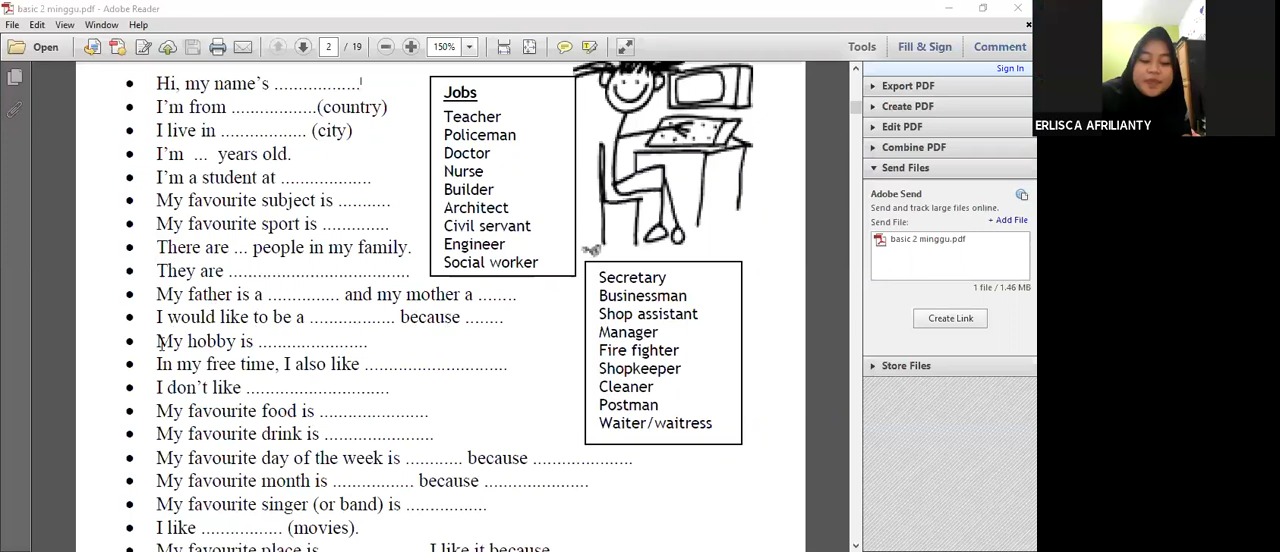 basic 2 minggu.pdf - Adobe Reader
File Edit View Window Help
Open 2 / 19 150% Tools Fill & Sign Comment
Sign In
Export PDF
Create PDF
Edit PDF
Combine PDF
Send Files
Adobe Send
Send and track large files online.
Send File: + Add File
basic 2 minggu.pdf
1 file / 1.46 MB
Create Link
Store Files
ERLISCA AFRILIANTY
• Hi, my name's ..................
• I'm from ................(country)
• I live in ................. (city)
• I'm ... years old.
• I'm a student at ..................
• My favourite subject is ..........
• My favourite sport is .............
• There are ... people in my family.
• They are ....................................
• My father is a .............. and my mother a ........
• I would like to be a ................. because ........
• My hobby is ......................
• In my free time, I also like ............................
• I don't like ............................
• My favourite food is ......................
• My favourite drink is ......................
• My favourite day of the week is ........... because ....................
• My favourite month is ................ because .....................
• My favourite singer (or band) is ................
• I like ................ (movies).
• My favourite place is ..................... I like it because
Jobs
Teacher
Policeman
Doctor
Nurse
Builder
Architect
Civil servant
Engineer
Social worker
Secretary
Businessman
Shop assistant
Manager
Fire fighter
Shopkeeper
Cleaner
Postman
Waiter/waitress